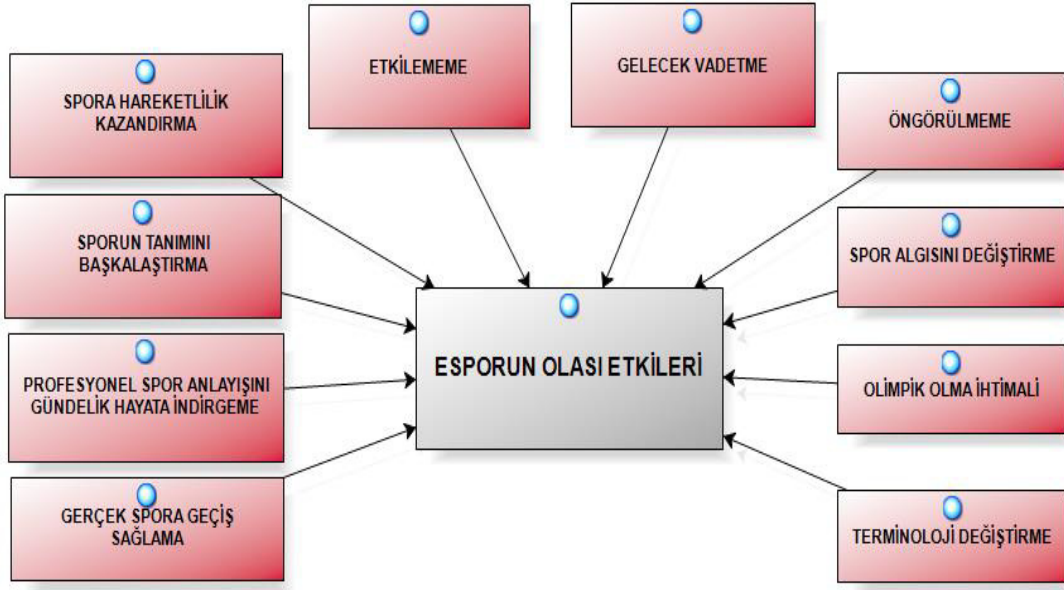 ETKİLEMEME
GELECEK VADETME
SPORA HAREKETLİLİK
KAZANDIRMA
ÖNGÖRÜLMEME
SPORUN TANIMINI
BAŞKALAŞTIRMA
SPOR ALGISINI DEĞİŞTİRME
ESPORUN OLASI ETKİLERİ
PROFESYONEL SPOR ANLAYIŞINI
GÜNDELİK HAYATA İNDİRGEME
OLİMPİK OLMA İHTİMALİ
GERÇEK SPORA GEÇİŞ
SAĞLAMA
TERMİNOLOJİ DEĞİŞTİRME